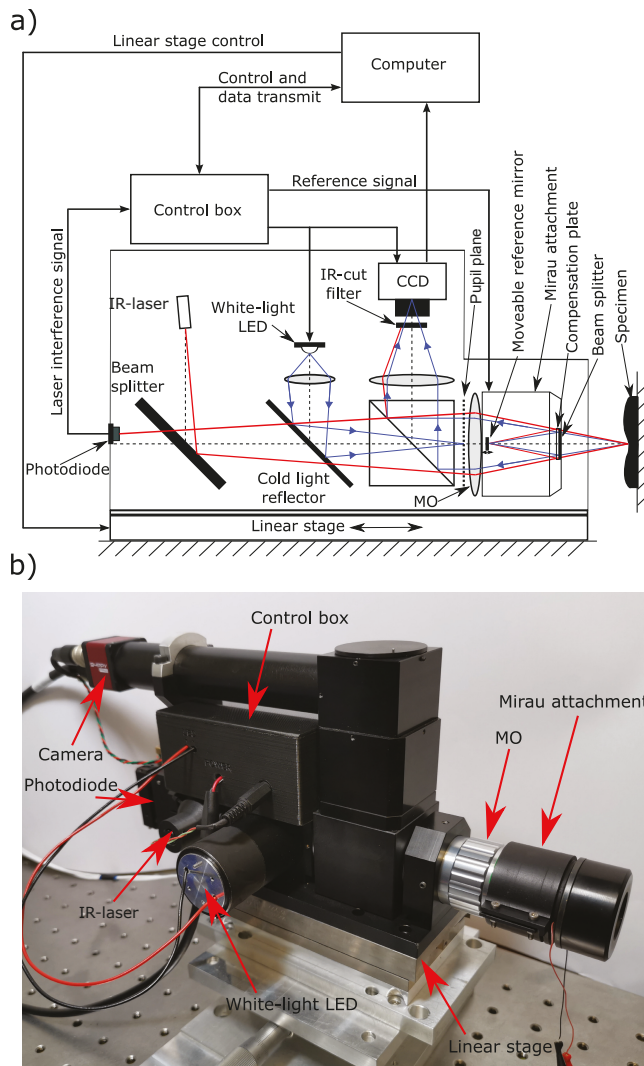 a)
Linear stage control
Computer
Control and
data transmit
Control box
Reference signal
Laser interference signal
IR-laser
White-light
LED
IR-cut
filter
CCD
Pupil plane
Moveable reference mirror
Mirau attachment
Compensation plate
Beam splitter
Specimen
Beam
splitter
Photodiode
Cold light
reflector
MO
Linear stage
b)
Control box
Mirau attachment
MO
Camera
Photodiode
IR-laser
White-light LED
Linear stage